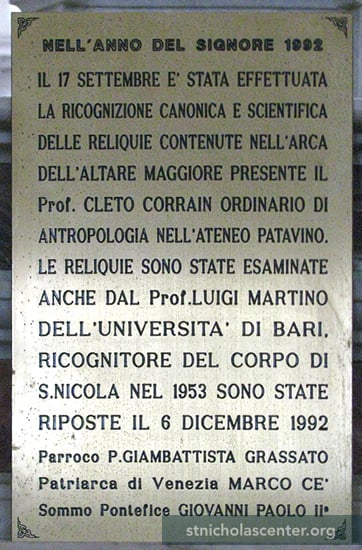 NELL'ANNO DEL SIGNORE 1992
IL 17 SETTEMBRE E' STATA EFFETTUATA
LA RICOGNIZIONE CANONICA E SCIENTIFICA
DELLE RELIQUIE CONTENUTE NELL'ARCA
DELL'ALTARE MAGGIORE PRESENTE IL
Prof. CLETO CORRAIN ORDINARIO DI
ANTROPOLOGIA NELL'ATENEO PATAVINO.
LE RELIQUIE SONO STATE ESAMINATE
ANCHE DAL Prof.LUIGI MARTINO
DELL'UNIVERSITA' DI BARI,
RICOGNITORE DEL CORPO DI
S.NICOLA NEL 1953 SONO STATE
RIPOSTE IL 6 DICEMBRE 1992
Parroco P.GIAMBATTISTA GRASSATO
Patriarca di Venezia MARCO CE'
Sommo Pontefice GIOVANNI PAOLO II°
stnicholascenter.org